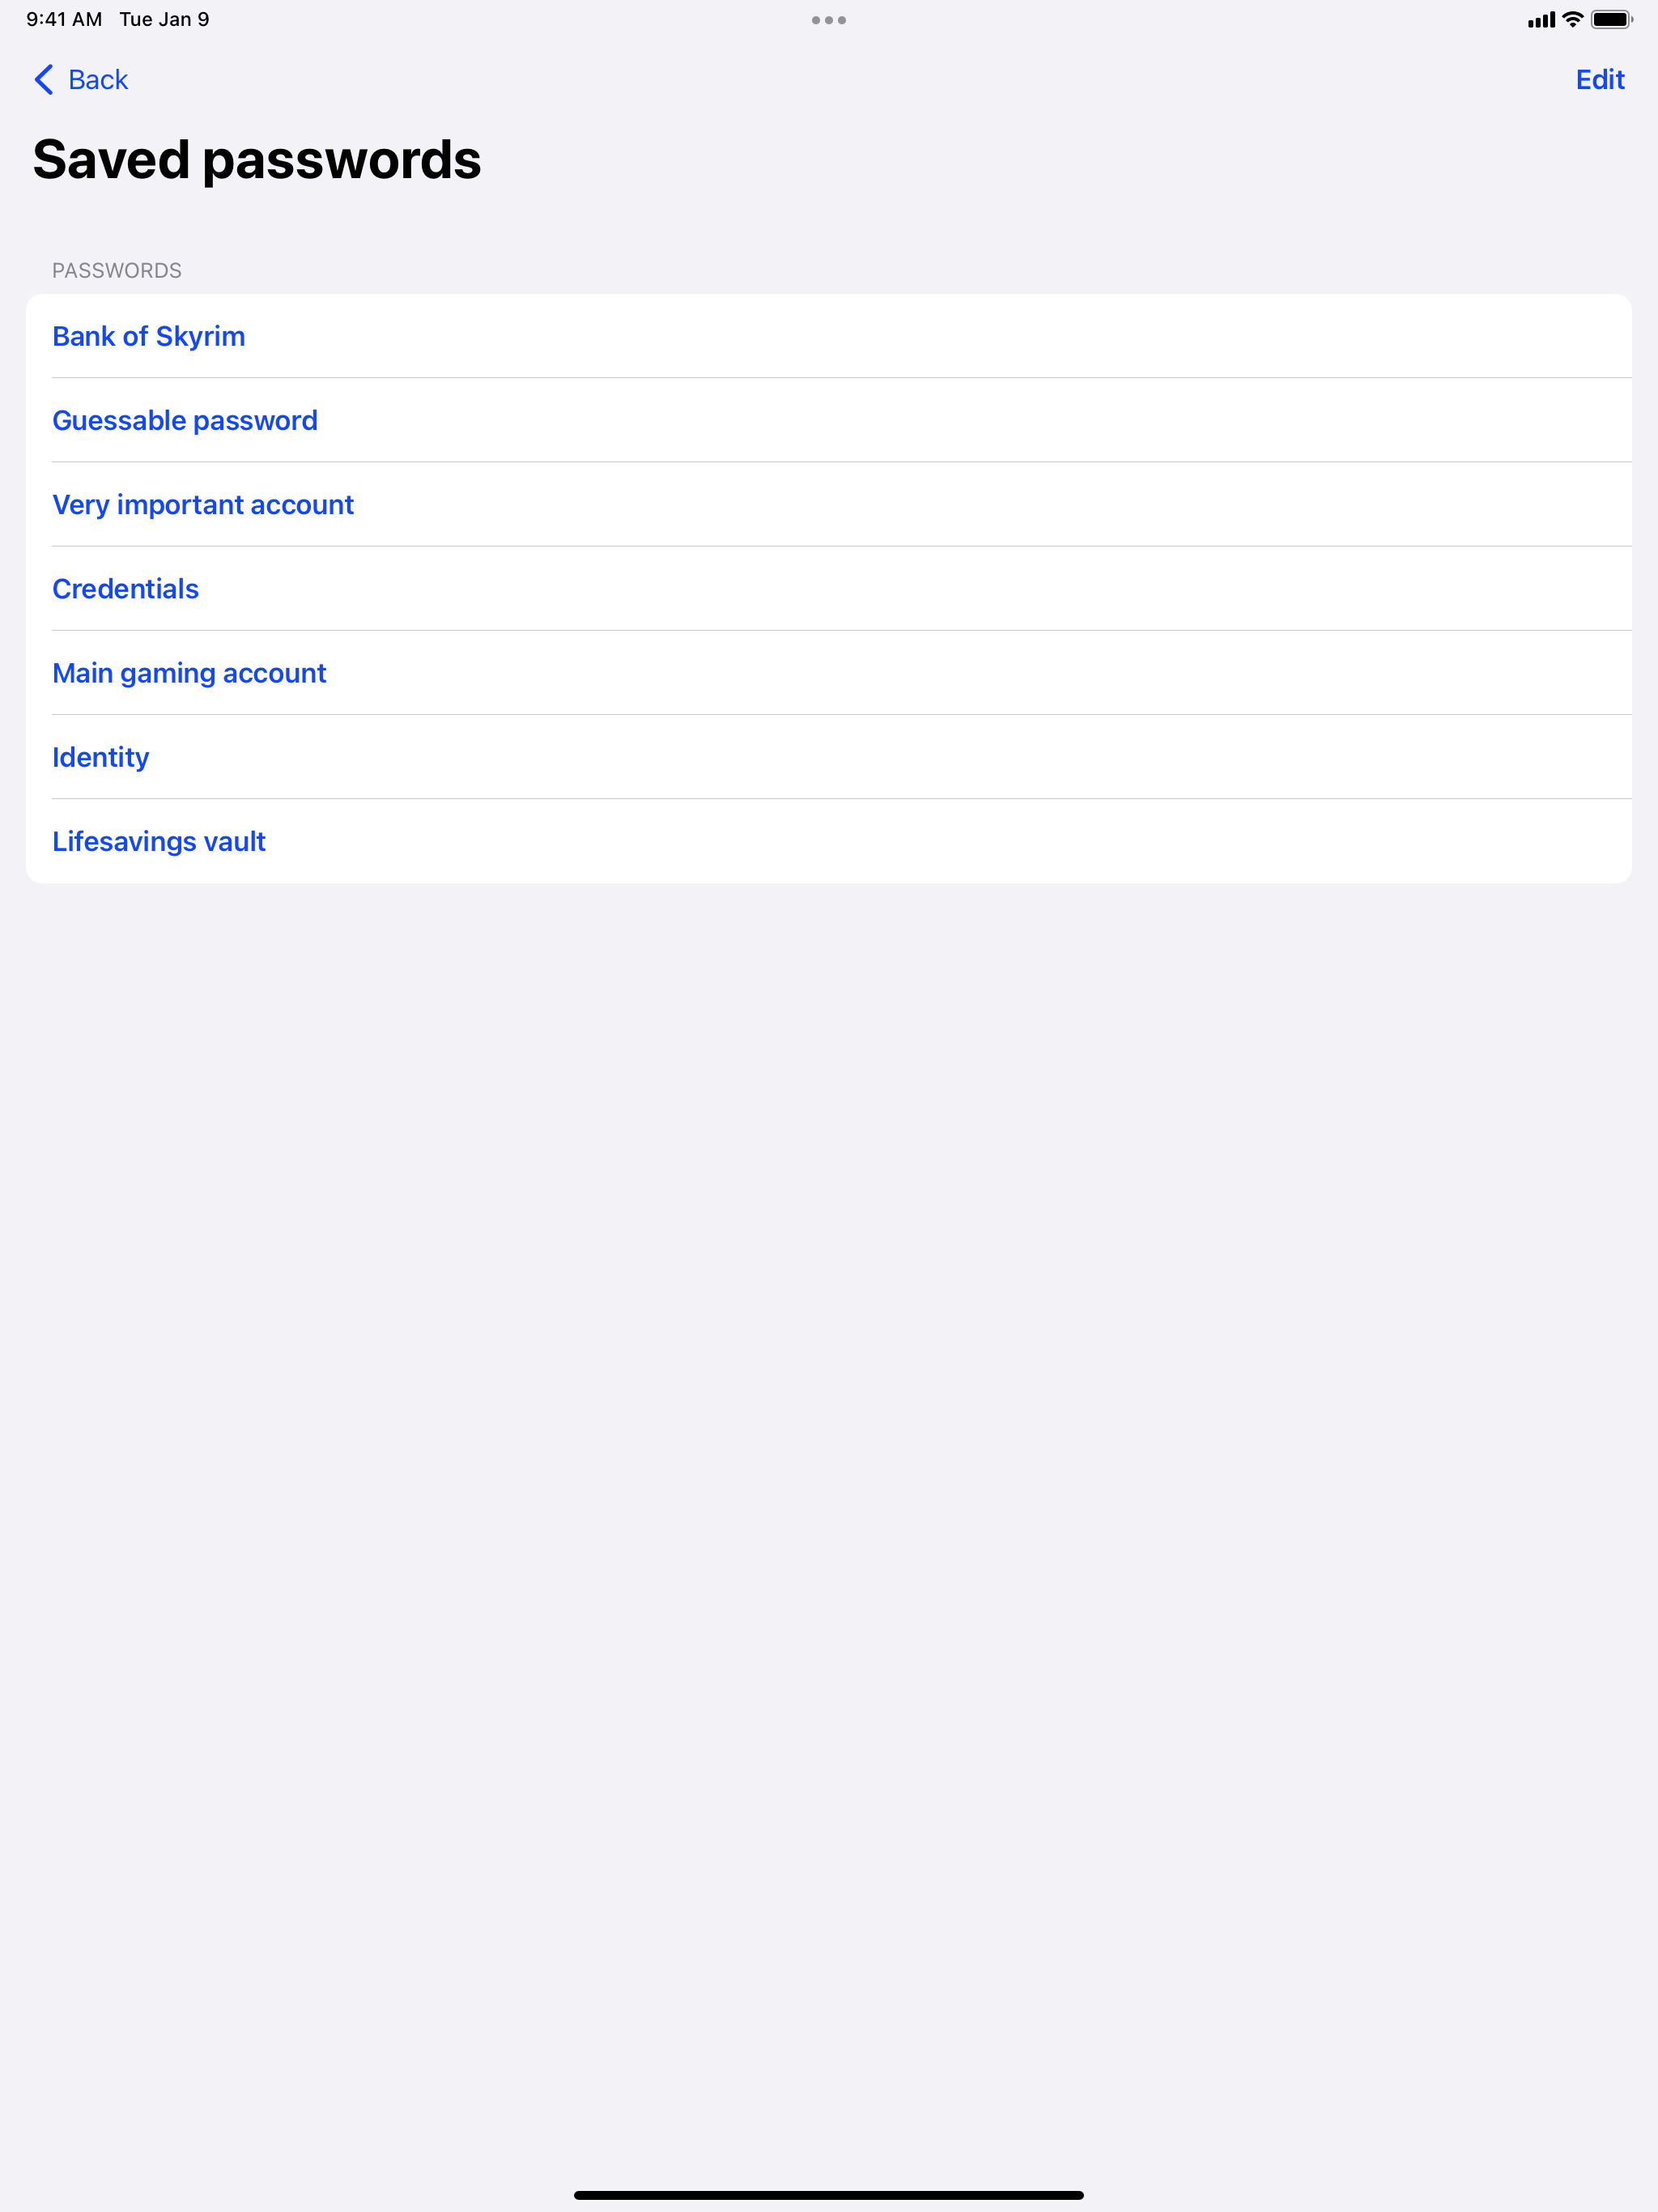 9:41 AM Tue Jan 9
Back
Edit
Saved passwords
PASSWORDS
Bank of Skyrim
Guessable password
Very important account
Credentials
Main gaming account
Identity
Lifesavings vault